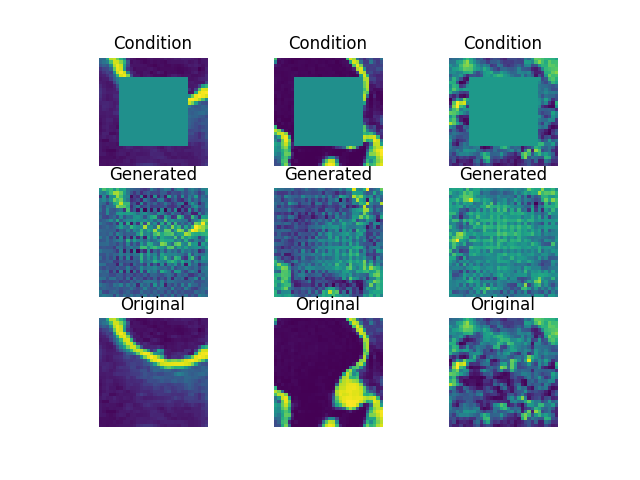 Condition Condition Condition
Generated Generated Generated
Original Original Original